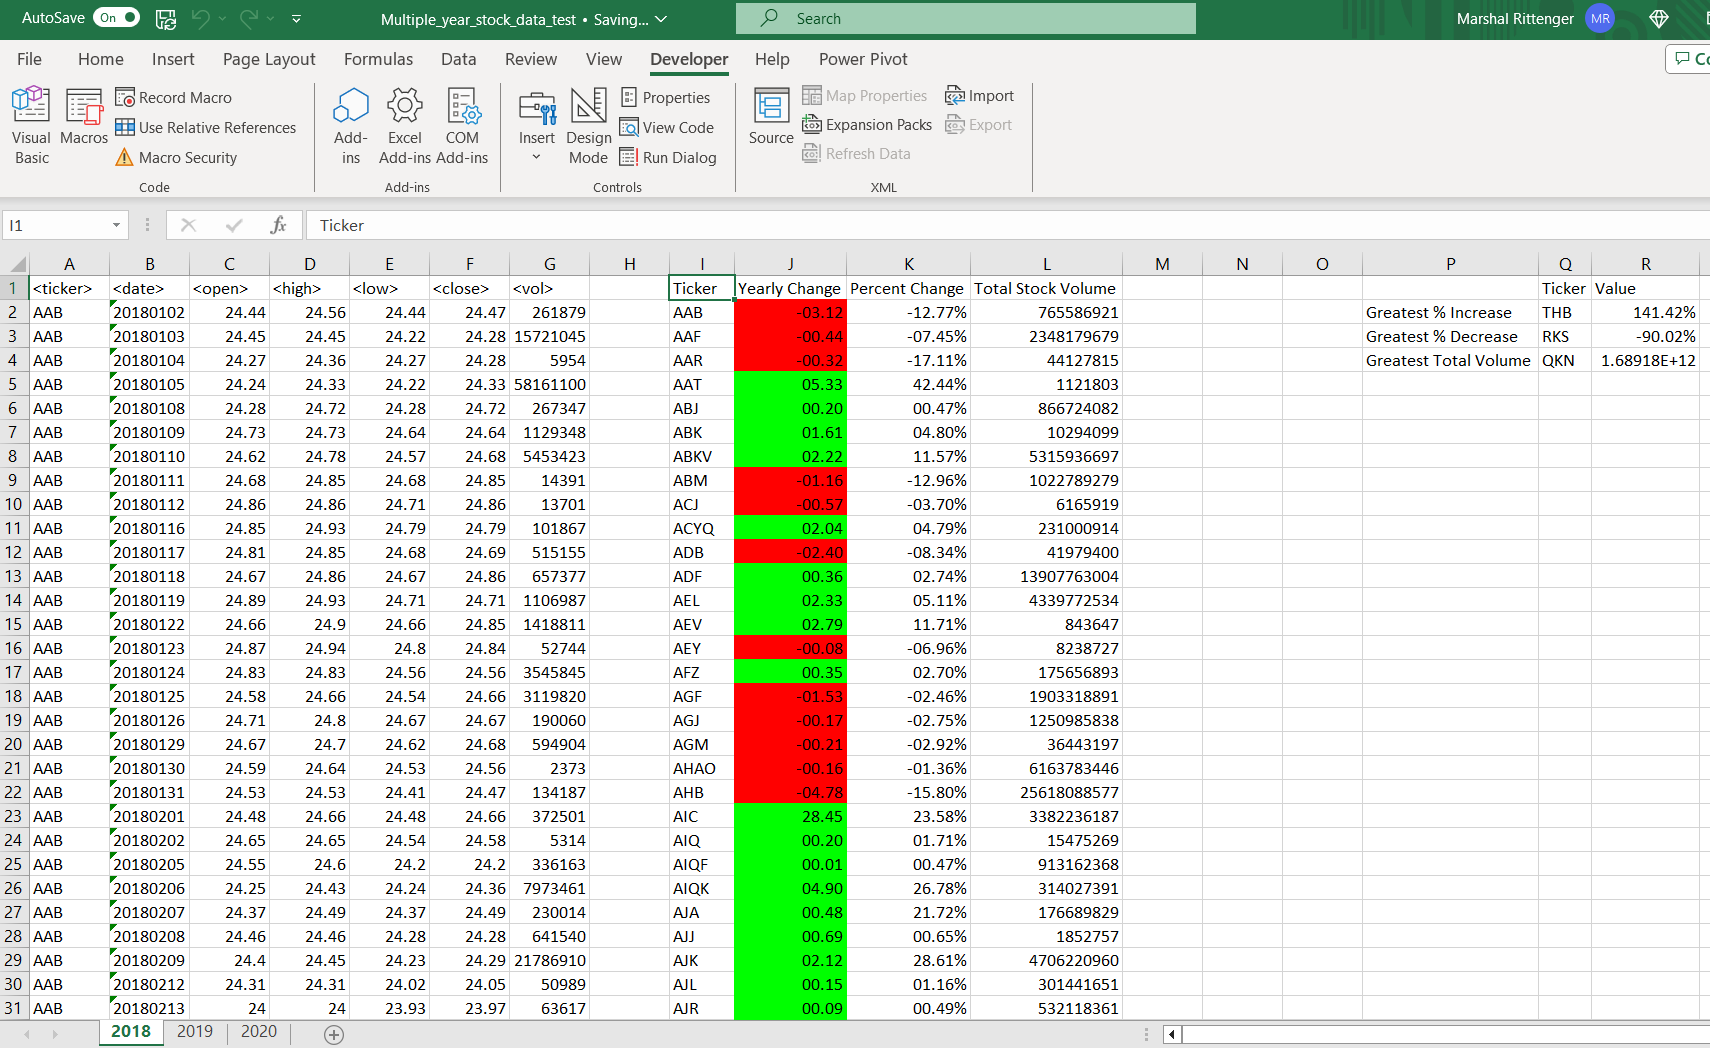 AutoSave On Multiple_year_stock_data_test • Saving... Search Marshal Rittenger MR
File Home Insert Page Layout Formulas Data Review View Developer Help Power Pivot Co
Visual Basic
Macros
Record Macro
Use Relative References
Macro Security
Code
Add-ins
Excel Add-ins
COM Add-ins
Add-ins
Insert
Design Mode
Properties
View Code
Run Dialog
Controls
Source
Map Properties
Expansion Packs
Refresh Data
Import
Export
XML
I1 fx Ticker
A B C D E F G H I J K L M N O P Q R
1 <ticker> <date> <open> <high> <low> <close> <vol> Ticker Yearly Change Percent Change Total Stock Volume Ticker Value
2 AAB 20180102 24.44 24.56 24.44 24.47 261879 AAB -03.12 -12.77% 765586921 Greatest % Increase THB 141.42%
3 AAB 20180103 24.45 24.45 24.22 24.28 15721045 AAF -00.44 -07.45% 2348179679 Greatest % Decrease RKS -90.02%
4 AAB 20180104 24.27 24.36 24.27 24.28 5954 AAR -00.32 -17.11% 44127815 Greatest Total Volume QKN 1.68918E+12
5 AAB 20180105 24.24 24.33 24.22 24.33 58161100 AAT 05.33 42.44% 1121803
6 AAB 20180108 24.28 24.72 24.28 24.72 267347 ABJ 00.20 00.47% 866724082
7 AAB 20180109 24.73 24.73 24.64 24.64 1129348 ABK 01.61 04.80% 10294099
8 AAB 20180110 24.62 24.78 24.57 24.68 5453423 ABKV 02.22 11.57% 5315936697
9 AAB 20180111 24.68 24.85 24.68 24.85 14391 ABM -01.16 -12.96% 1022789279
10 AAB 20180112 24.86 24.86 24.71 24.86 13701 ACJ -00.57 -03.70% 6165919
11 AAB 20180116 24.85 24.93 24.79 24.79 101867 ACYQ 02.04 04.79% 231000914
12 AAB 20180117 24.81 24.85 24.68 24.69 515155 ADB -02.40 -08.34% 41979400
13 AAB 20180118 24.67 24.86 24.67 24.86 657377 ADF 00.36 02.74% 13907763004
14 AAB 20180119 24.89 24.93 24.71 24.71 1106987 AEL 02.33 05.11% 4339772534
15 AAB 20180122 24.66 24.9 24.66 24.85 1418811 AEV 02.79 11.71% 843647
16 AAB 20180123 24.87 24.94 24.8 24.84 52744 AEY -00.08 -06.96% 8238727
17 AAB 20180124 24.83 24.83 24.56 24.56 3545845 AFZ 00.35 02.70% 175656893
18 AAB 20180125 24.58 24.66 24.54 24.66 3119820 AGF -01.53 -02.46% 1903318891
19 AAB 20180126 24.71 24.8 24.67 24.67 190060 AGJ -00.17 -02.75% 1250985838
20 AAB 20180129 24.67 24.7 24.62 24.68 594904 AGM -00.21 -02.92% 36443197
21 AAB 20180130 24.59 24.64 24.53 24.56 2373 AHAO -00.16 -01.36% 6163783446
22 AAB 20180131 24.53 24.53 24.41 24.47 134187 AHB -04.78 -15.80% 25618088577
23 AAB 20180201 24.48 24.66 24.48 24.66 372501 AIC 28.45 23.58% 3382236187
24 AAB 20180202 24.65 24.65 24.54 24.58 5314 AIQ 00.20 01.71% 15475269
25 AAB 20180205 24.55 24.6 24.2 24.2 336163 AIQF 00.01 00.47% 913162368
26 AAB 20180206 24.25 24.43 24.24 24.36 7973461 AIQK 04.90 26.78% 314027391
27 AAB 20180207 24.37 24.49 24.37 24.49 230014 AJA 00.48 21.72% 176689829
28 AAB 20180208 24.46 24.46 24.28 24.28 641540 AJJ 00.69 00.65% 1852757
29 AAB 20180209 24.4 24.45 24.23 24.29 21786910 AJK 02.12 28.61% 4706220960
30 AAB 20180212 24.31 24.31 24.02 24.05 50989 AJL 00.15 01.16% 301441651
31 AAB 20180213 24 24 23.93 23.97 63617 AJR 00.09 00.49% 532118361
2018 2019 2020